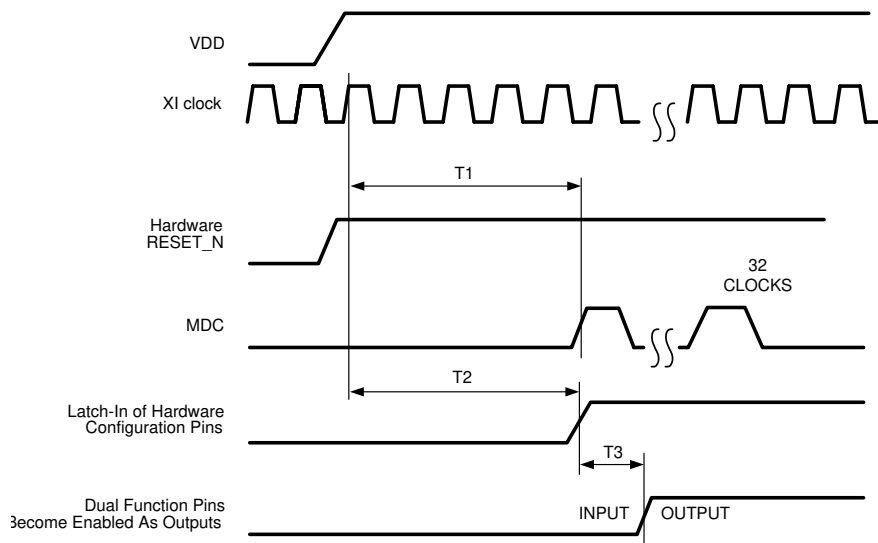 VDD
XI clock
T1
Hardware
RESET_N
32
CLOCKS
MDC
T2
Latch-In of Hardware
Configuration Pins
T3
Dual Function Pins
Become Enabled As Outputs
INPUT
OUTPUT